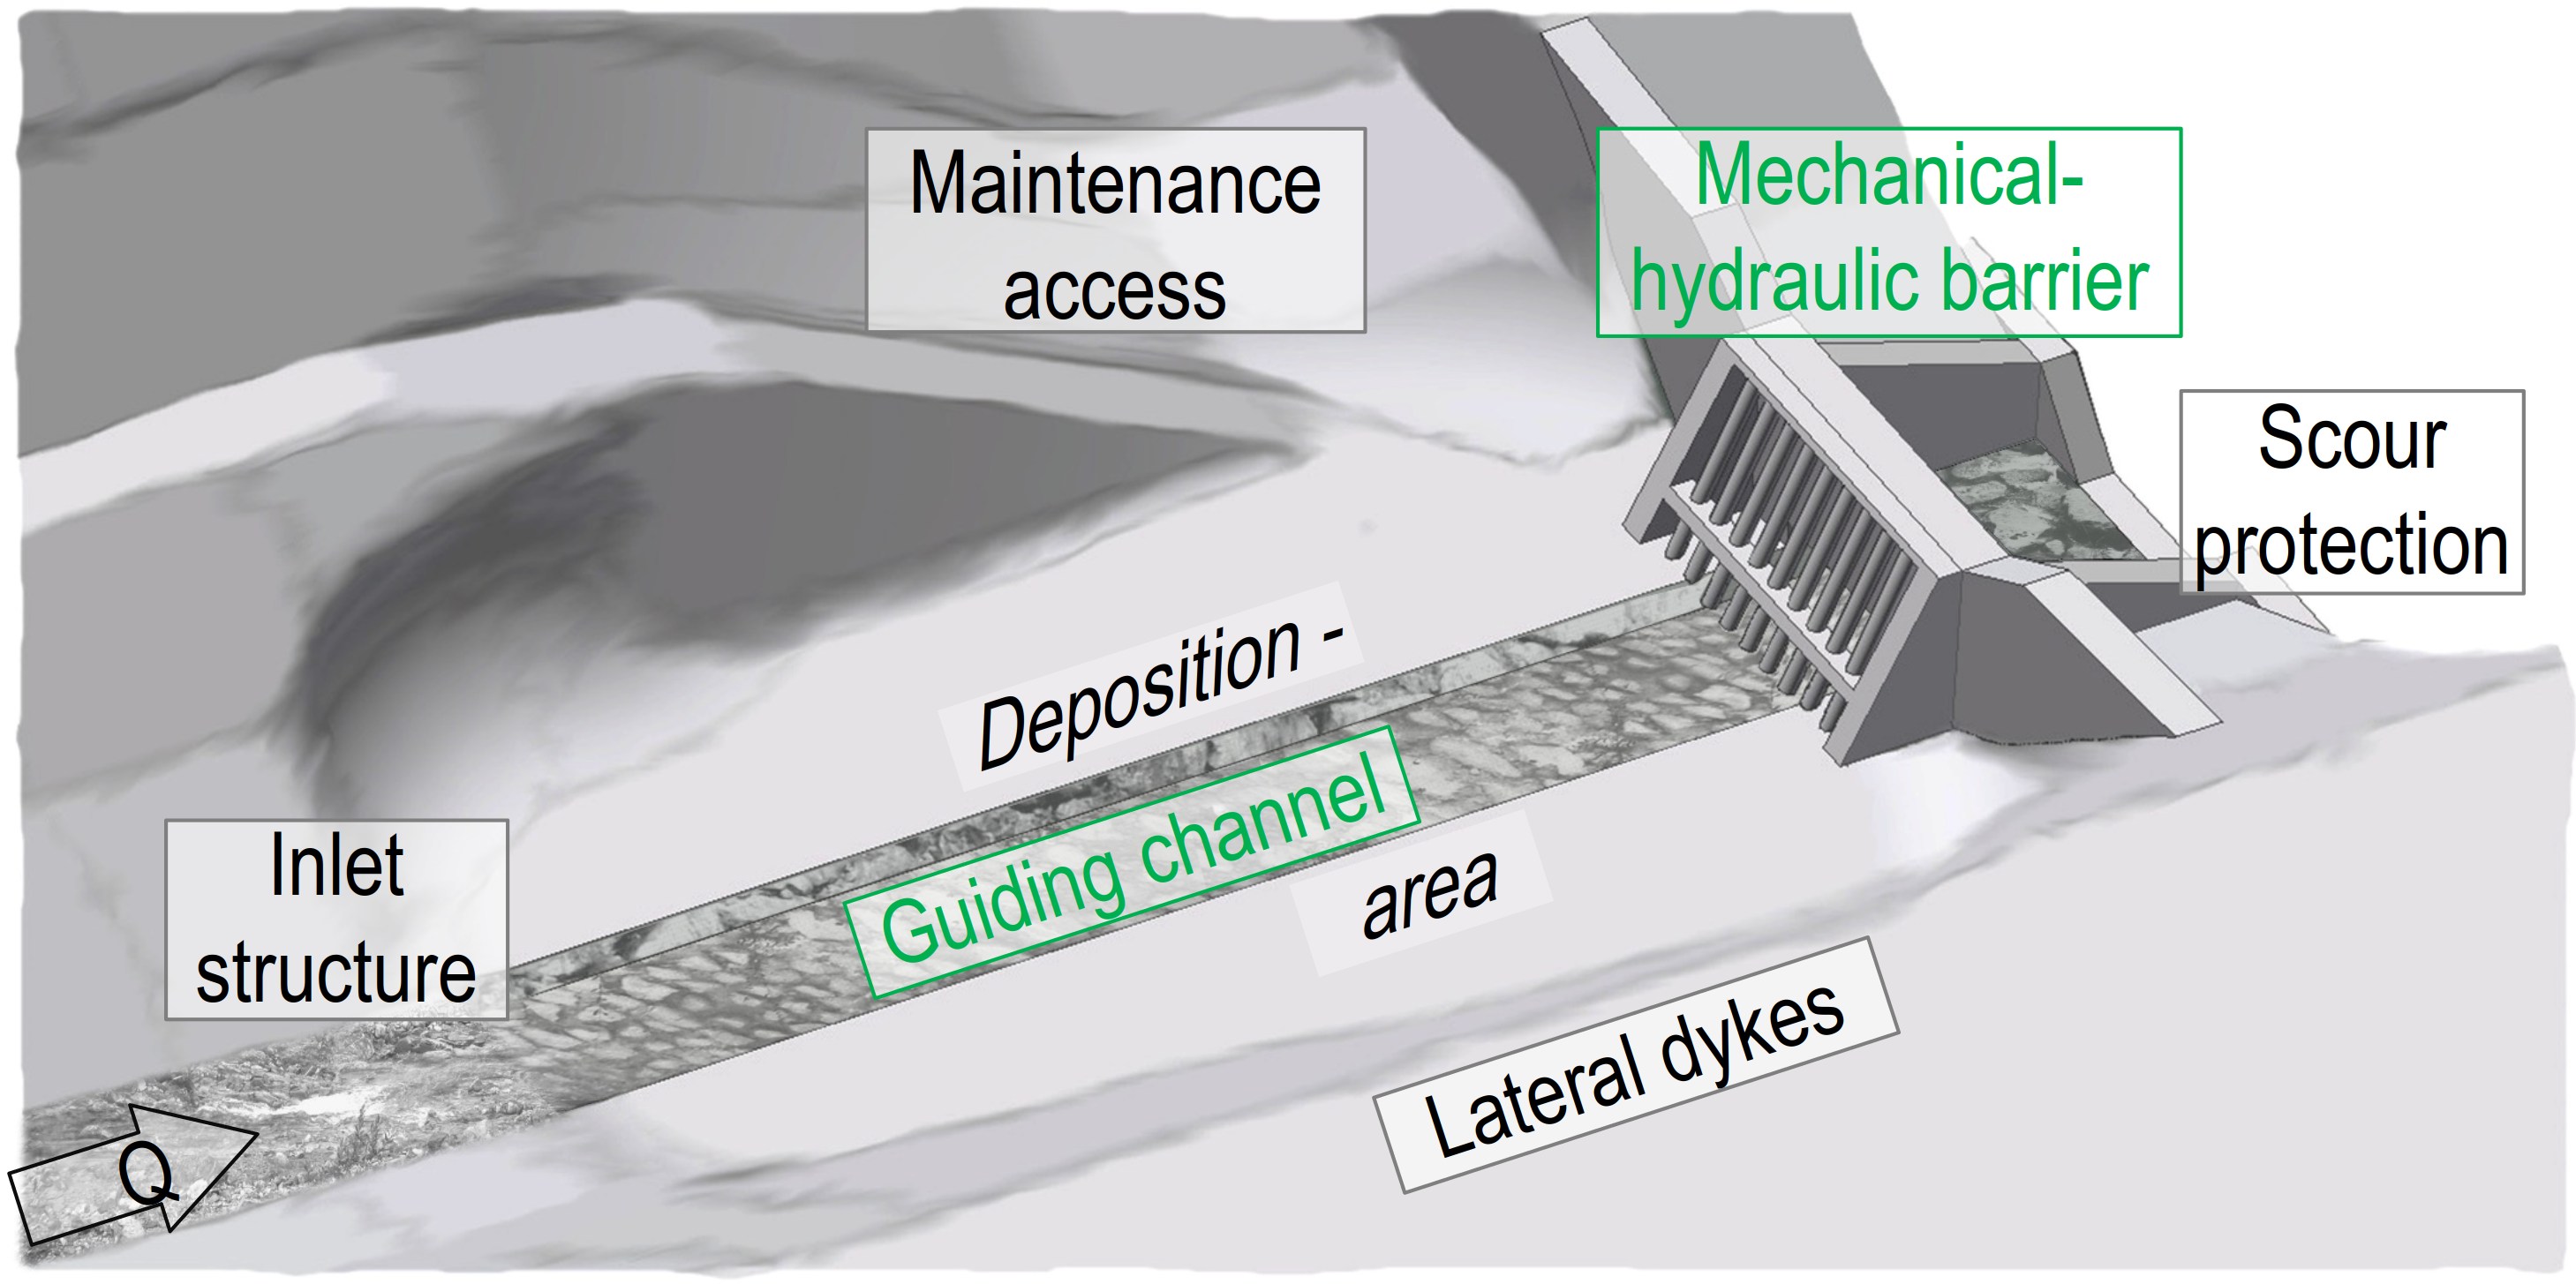 Maintenance
access
Mechanical-
hydraulic barrier
Scour
protection
Deposition -
area
Guiding channel
Inlet
structure
Lateral dykes
Q